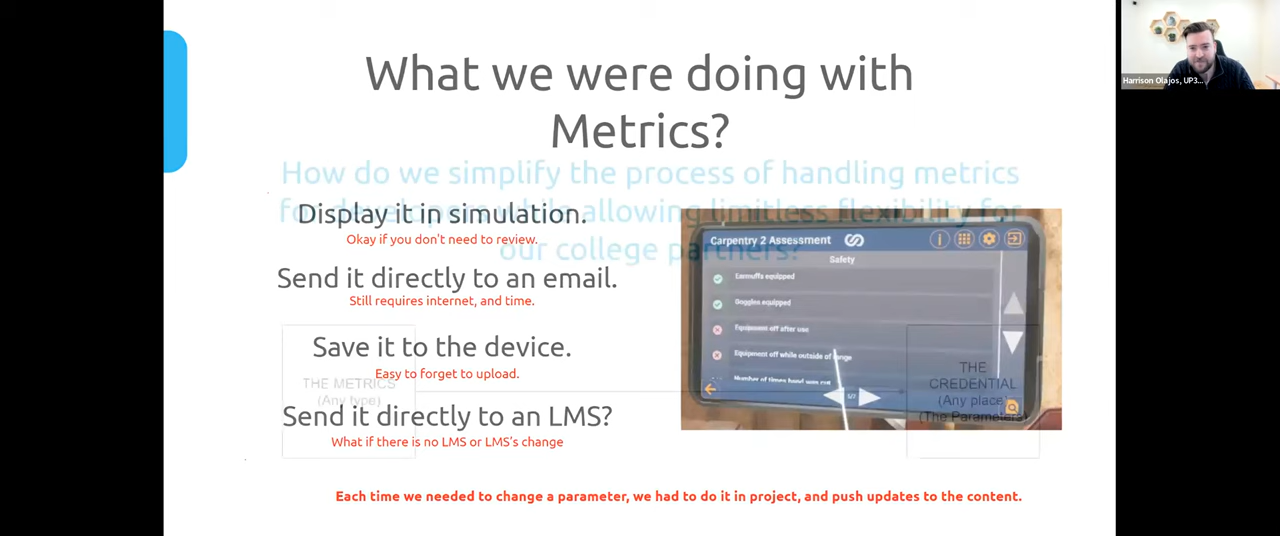 What we were doing with
Metrics?
How do we simplify the process of handling metrics
for developers while allowing limitless flexibility for
our college partners?
Display it in simulation.
Okay if you don't need to review.
Send it directly to an email.
Still requires internet, and time.
Save it to the device.
Easy to forget to upload.
Send it directly to an LMS?
What if there is no LMS or LMS's change
THE METRICS
(Any type)
Carpentry 2 Assessment
Safety
Earmuffs equipped
Goggles equipped
Equipment off after use
Equipment off while outside of range
Number of times hand was cut
1/2
THE
CREDENTIAL
(Any place)
(The Parameters)
Each time we needed to change a parameter, we had to do it in project, and push updates to the content.
Harrison Olajos, UP3...